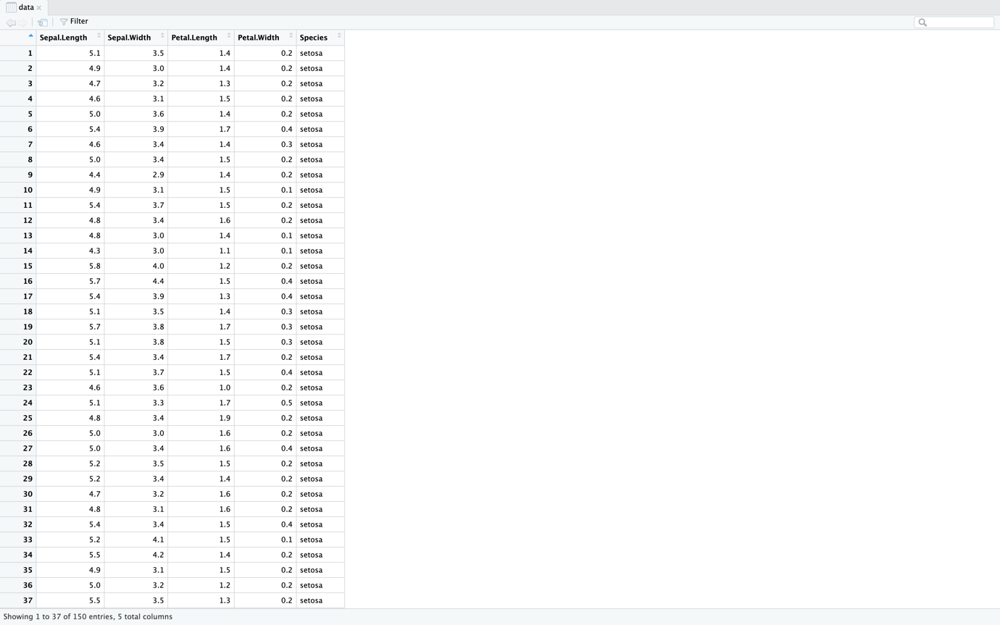 data
Filter
Sepal.Length Sepal.Width Petal.Length Petal.Width Species
1 5.1 3.5 1.4 0.2 setosa
2 4.9 3.0 1.4 0.2 setosa
3 4.7 3.2 1.3 0.2 setosa
4 4.6 3.1 1.5 0.2 setosa
5 5.0 3.6 1.4 0.2 setosa
6 5.4 3.9 1.7 0.4 setosa
7 4.6 3.4 1.4 0.3 setosa
8 5.0 3.4 1.5 0.2 setosa
9 4.4 2.9 1.4 0.2 setosa
10 4.9 3.1 1.5 0.1 setosa
11 5.4 3.7 1.5 0.2 setosa
12 4.8 3.4 1.6 0.2 setosa
13 4.8 3.0 1.4 0.1 setosa
14 4.3 3.0 1.1 0.1 setosa
15 5.8 4.0 1.2 0.2 setosa
16 5.7 4.4 1.5 0.4 setosa
17 5.4 3.9 1.3 0.4 setosa
18 5.1 3.5 1.4 0.3 setosa
19 5.7 3.8 1.7 0.3 setosa
20 5.1 3.8 1.5 0.3 setosa
21 5.4 3.4 1.7 0.2 setosa
22 5.1 3.7 1.5 0.4 setosa
23 4.6 3.6 1.0 0.2 setosa
24 5.1 3.3 1.7 0.5 setosa
25 4.8 3.4 1.9 0.2 setosa
26 5.0 3.0 1.6 0.2 setosa
27 5.0 3.4 1.6 0.4 setosa
28 5.2 3.5 1.5 0.2 setosa
29 5.2 3.4 1.4 0.2 setosa
30 4.7 3.2 1.6 0.2 setosa
31 4.8 3.1 1.6 0.2 setosa
32 5.4 3.4 1.5 0.4 setosa
33 5.2 4.1 1.5 0.1 setosa
34 5.5 4.2 1.4 0.2 setosa
35 4.9 3.1 1.5 0.2 setosa
36 5.0 3.2 1.2 0.2 setosa
37 5.5 3.5 1.3 0.2 setosa
Showing 1 to 37 of 150 entries, 5 total columns